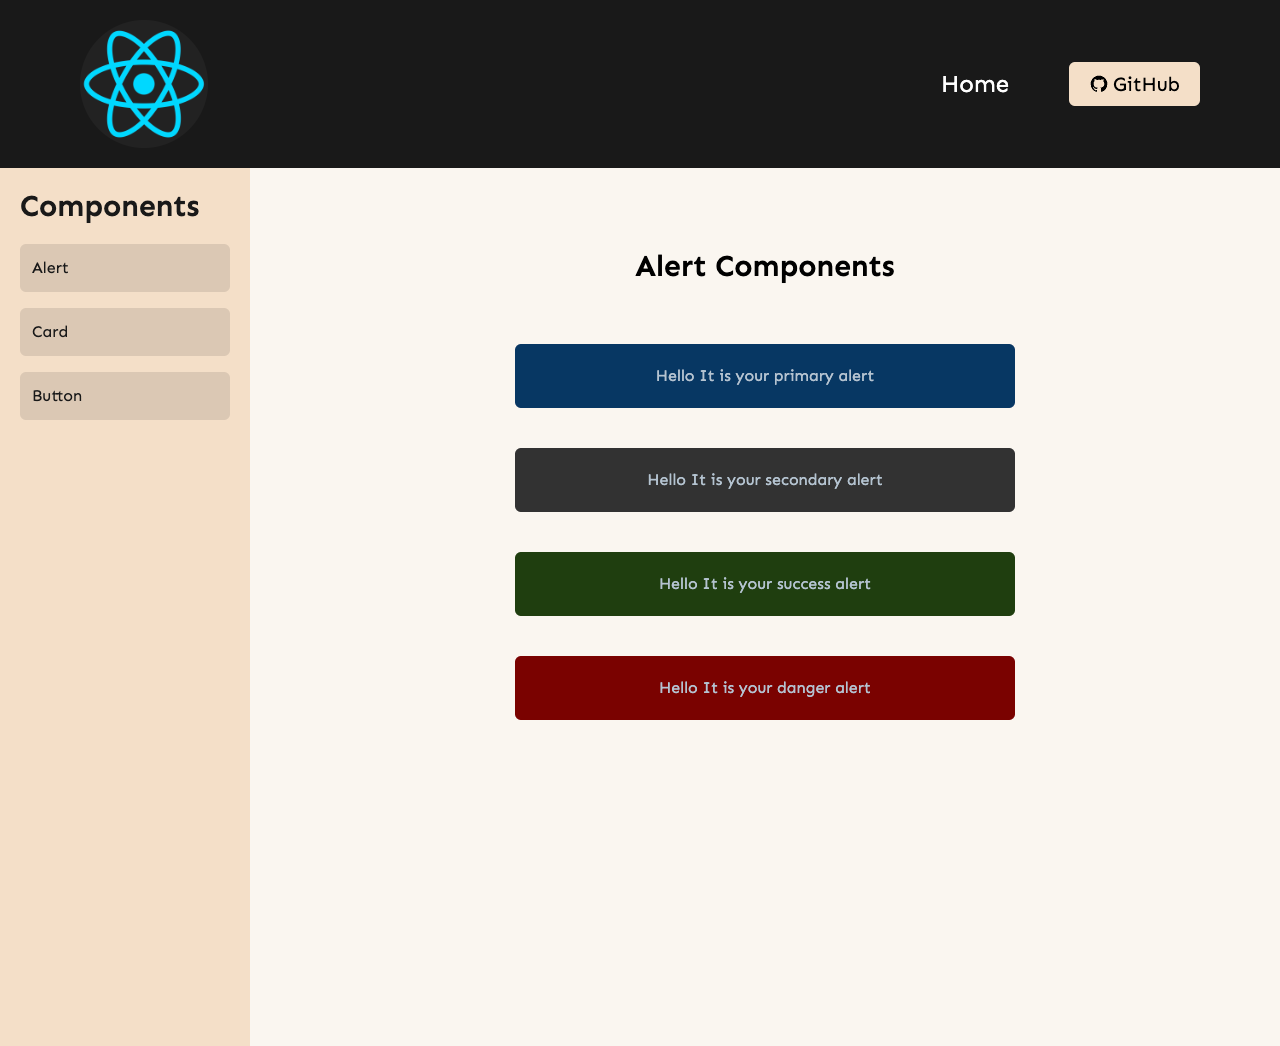 Home
GitHub
Components
Alert
Card
Button
Alert Components
Hello It is your primary alert
Hello It is your secondary alert
Hello It is your success alert
Hello It is your danger alert